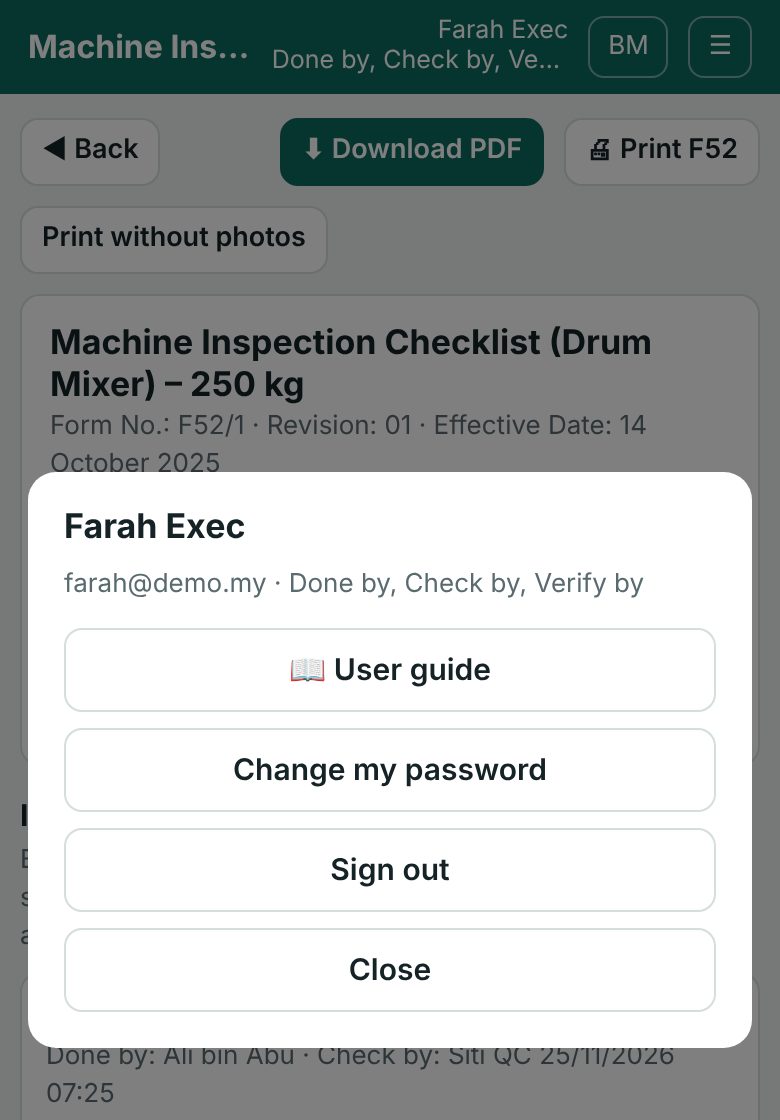 Machine Ins...
Farah Exec
Done by, Check by, Ve...
BM
☰
◀ Back
⬇ Download PDF
🖨 Print F52
Print without photos
Machine Inspection Checklist (Drum
Mixer) – 250 kg
Form No.: F52/1 · Revision: 01 · Effective Date: 14
October 2025
Farah Exec
farah@demo.my · Done by, Check by, Verify by
📖 User guide
Change my password
Sign out
Close
Done by: Ali bin Abu · Check by: Siti QC 25/11/2026
07:25